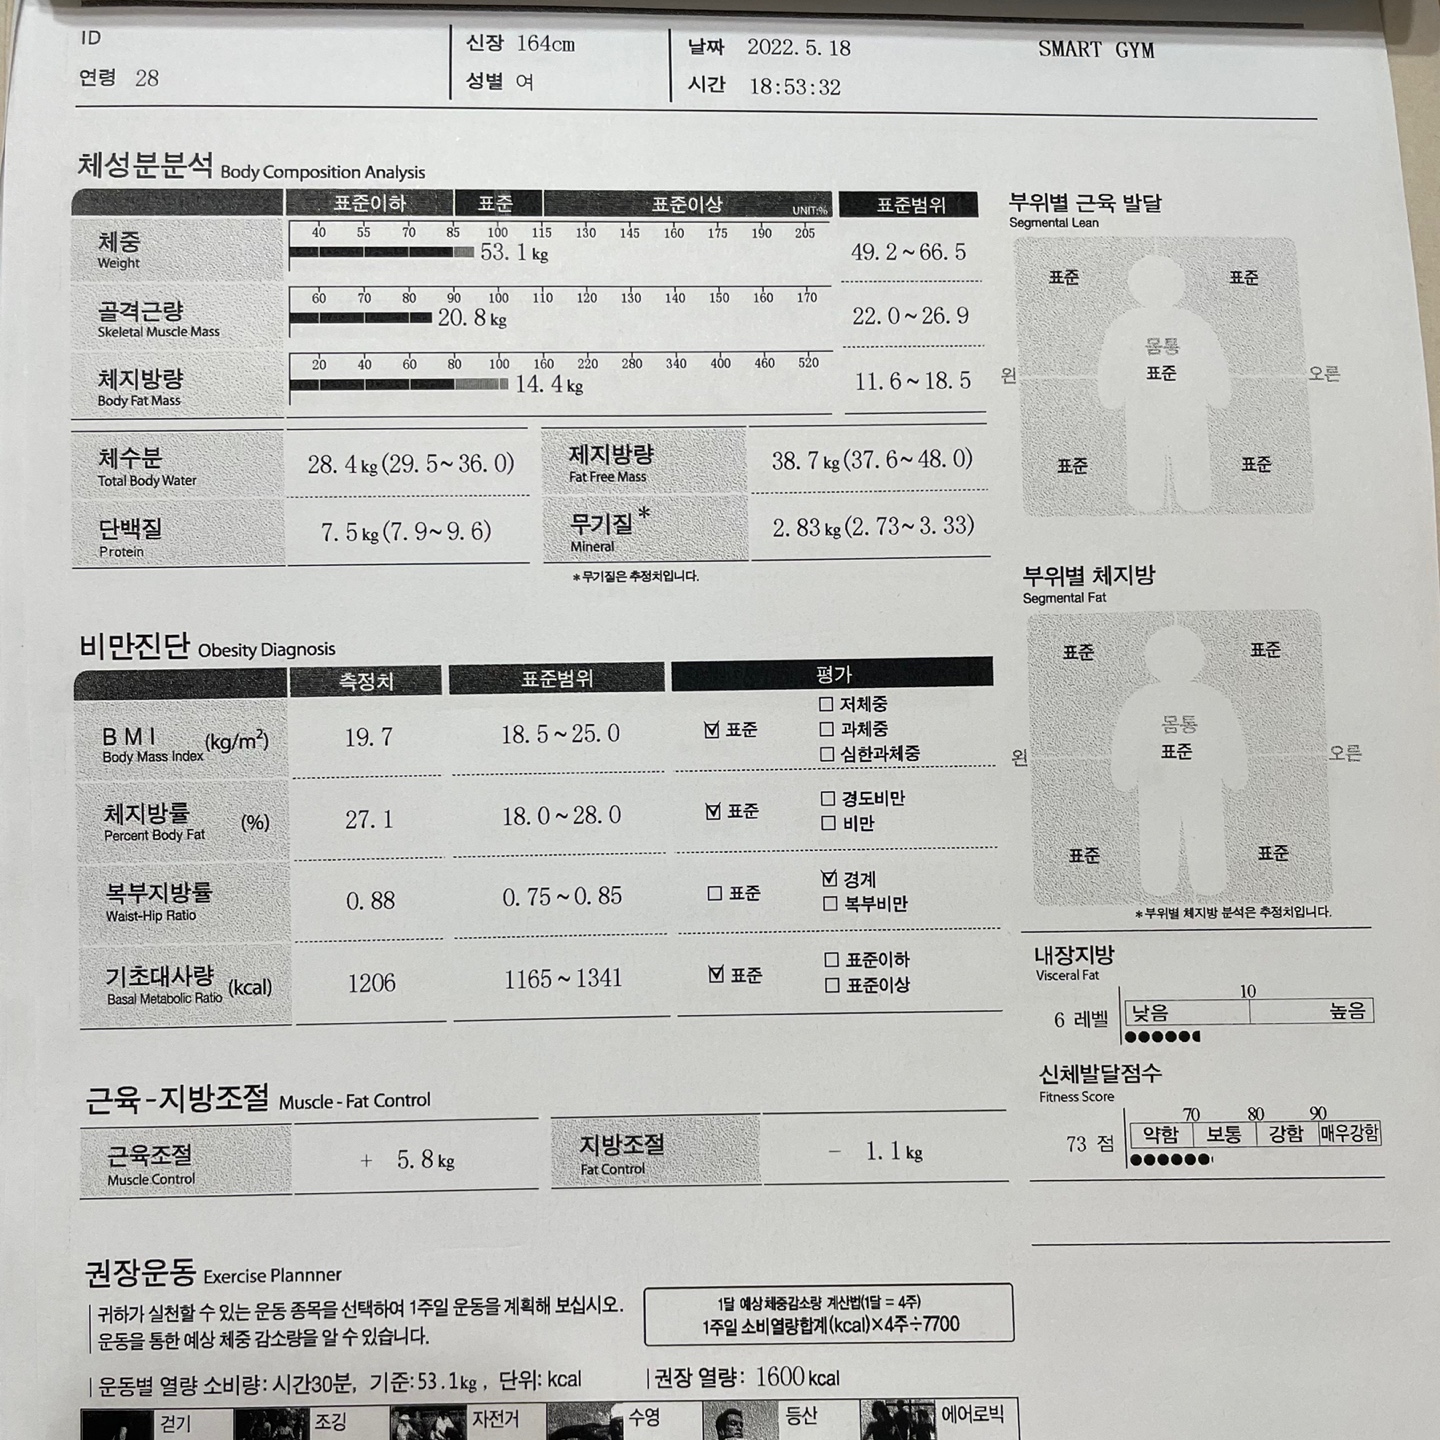 ID
연령 28
신장 164cm
성별 여
날짜 2022. 5. 18
시간 18:53:32
SMART GYM
체성분분석 Body Composition Analysis
표준이하 표준 표준이상 UNIT:% 표준범위
40 55 70 85 100 115 130 145 160 175 190 205
체중 53. 1 kg 49. 2 ~ 66. 5
Weight
60 70 80 90 100 110 120 130 140 150 160 170
골격근량 20. 8 kg 22. 0 ~ 26. 9
Skeletal Muscle Mass
20 40 60 80 100 160 220 280 340 400 460 520
체지방량 14. 4 kg 11. 6 ~ 18. 5
Body Fat Mass
체수분 28. 4 kg (29. 5 ~ 36. 0) 제지방량 38. 7 kg (37. 6 ~ 48. 0)
Total Body Water Fat Free Mass
단백질 7. 5 kg (7. 9 ~ 9. 6) 무기질 * 2. 83 kg (2. 73 ~ 3. 33)
Protein Mineral
* 무기질은 추정치입니다.
부위별 근육 발달
Segmental Lean
표준 표준
몸통
왼 표준 오른
표준 표준
부위별 체지방
Segmental Fat
표준 표준
몸통
왼 표준 오른
표준 표준
* 부위별 체지방 분석은 추정치입니다.
비만진단 Obesity Diagnosis
측정치 표준범위 평가
BMI (kg/m²) 19. 7 18. 5 ~ 25. 0 ☑ 표준 □ 저체중
Body Mass Index □ 과체중
□ 심한과체중
체지방률 (%) 27. 1 18. 0 ~ 28. 0 ☑ 표준 □ 경도비만
Percent Body Fat □ 비만
복부지방률 0. 88 0. 75 ~ 0. 85 □ 표준 ☑ 경계
Waist-Hip Ratio □ 복부비만
기초대사량 (kcal) 1206 1165 ~ 1341 ☑ 표준 □ 표준이하
Basal Metabolic Ratio □ 표준이상
내장지방
Visceral Fat
10
6 레벨 낮음 높음
신체발달점수
Fitness Score
70 80 90
73 점 약함 보통 강함 매우강함
근육-지방조절 Muscle - Fat Control
근육조절 + 5. 8 kg 지방조절 - 1. 1 kg
Muscle Control Fat Control
권장운동 Exercise Plannner
귀하가 실천할 수 있는 운동 종목을 선택하여 1주일 운동을 계획해 보십시오.
운동을 통한 예상 체중 감소량을 알 수 있습니다.
1달 예상체중감소량 계산법(1달 = 4주)
1주일 소비열량합계(kcal)×4주÷7700
운동별 열량 소비량: 시간30분, 기준:53.1kg, 단위: kcal 권장 열량: 1600 kcal
걷기 조깅 자전거 수영 등산 에어로빅